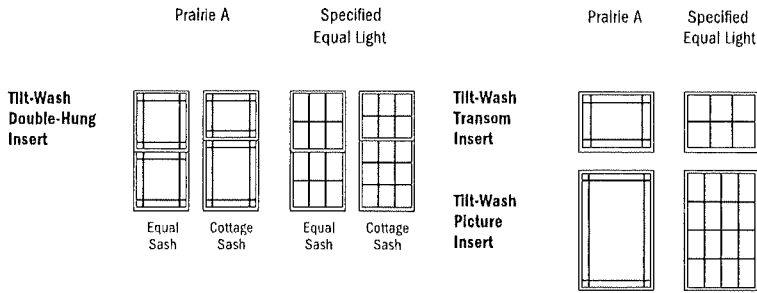 Prairie A
Specified
Equal Light
Tilt-Wash
Double-Hung
Insert
Equal
Sash
Cottage
Sash
Equal
Sash
Cottage
Sash
Prairie A
Specified
Equal Light
Tilt-Wash
Transom
Insert
Tilt-Wash
Picture
Insert